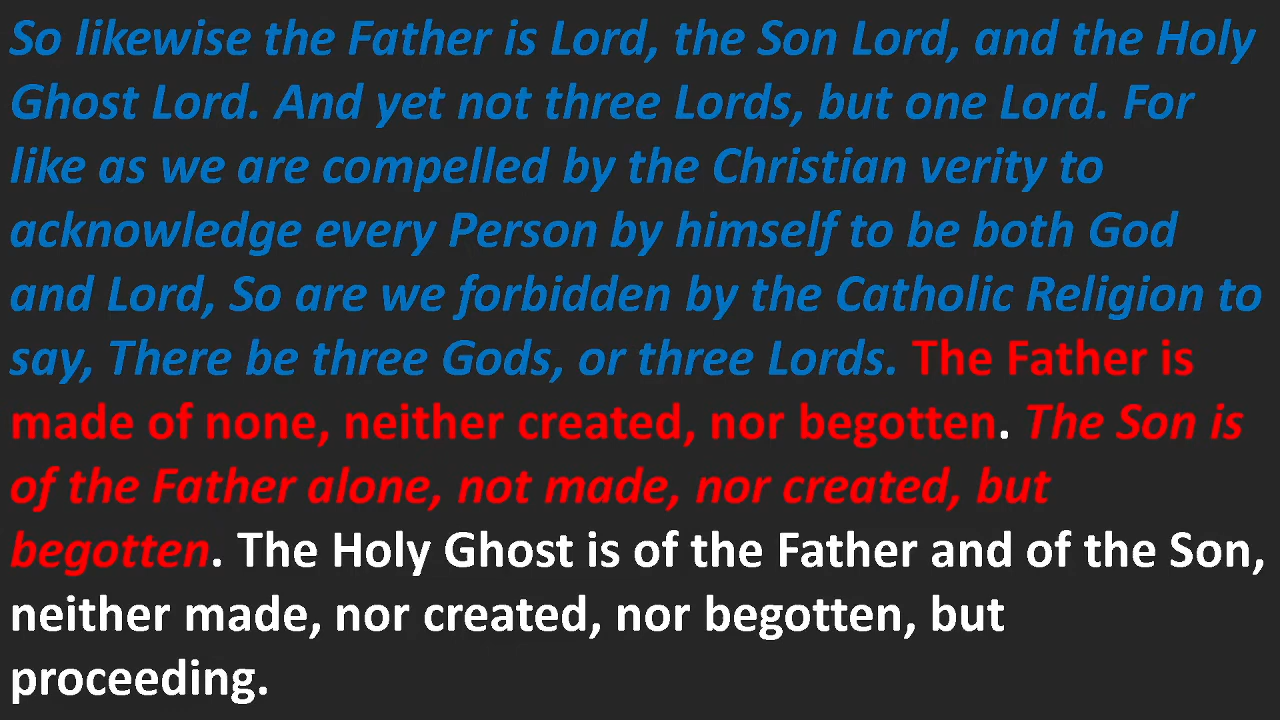 So likewise the Father is Lord, the Son Lord, and the Holy
Ghost Lord. And yet not three Lords, but one Lord. For
like as we are compelled by the Christian verity to
acknowledge every Person by himself to be both God
and Lord, So are we forbidden by the Catholic Religion to
say, There be three Gods, or three Lords. The Father is
made of none, neither created, nor begotten. The Son is
of the Father alone, not made, nor created, but
begotten. The Holy Ghost is of the Father and of the Son,
neither made, nor created, nor begotten, but
proceeding.